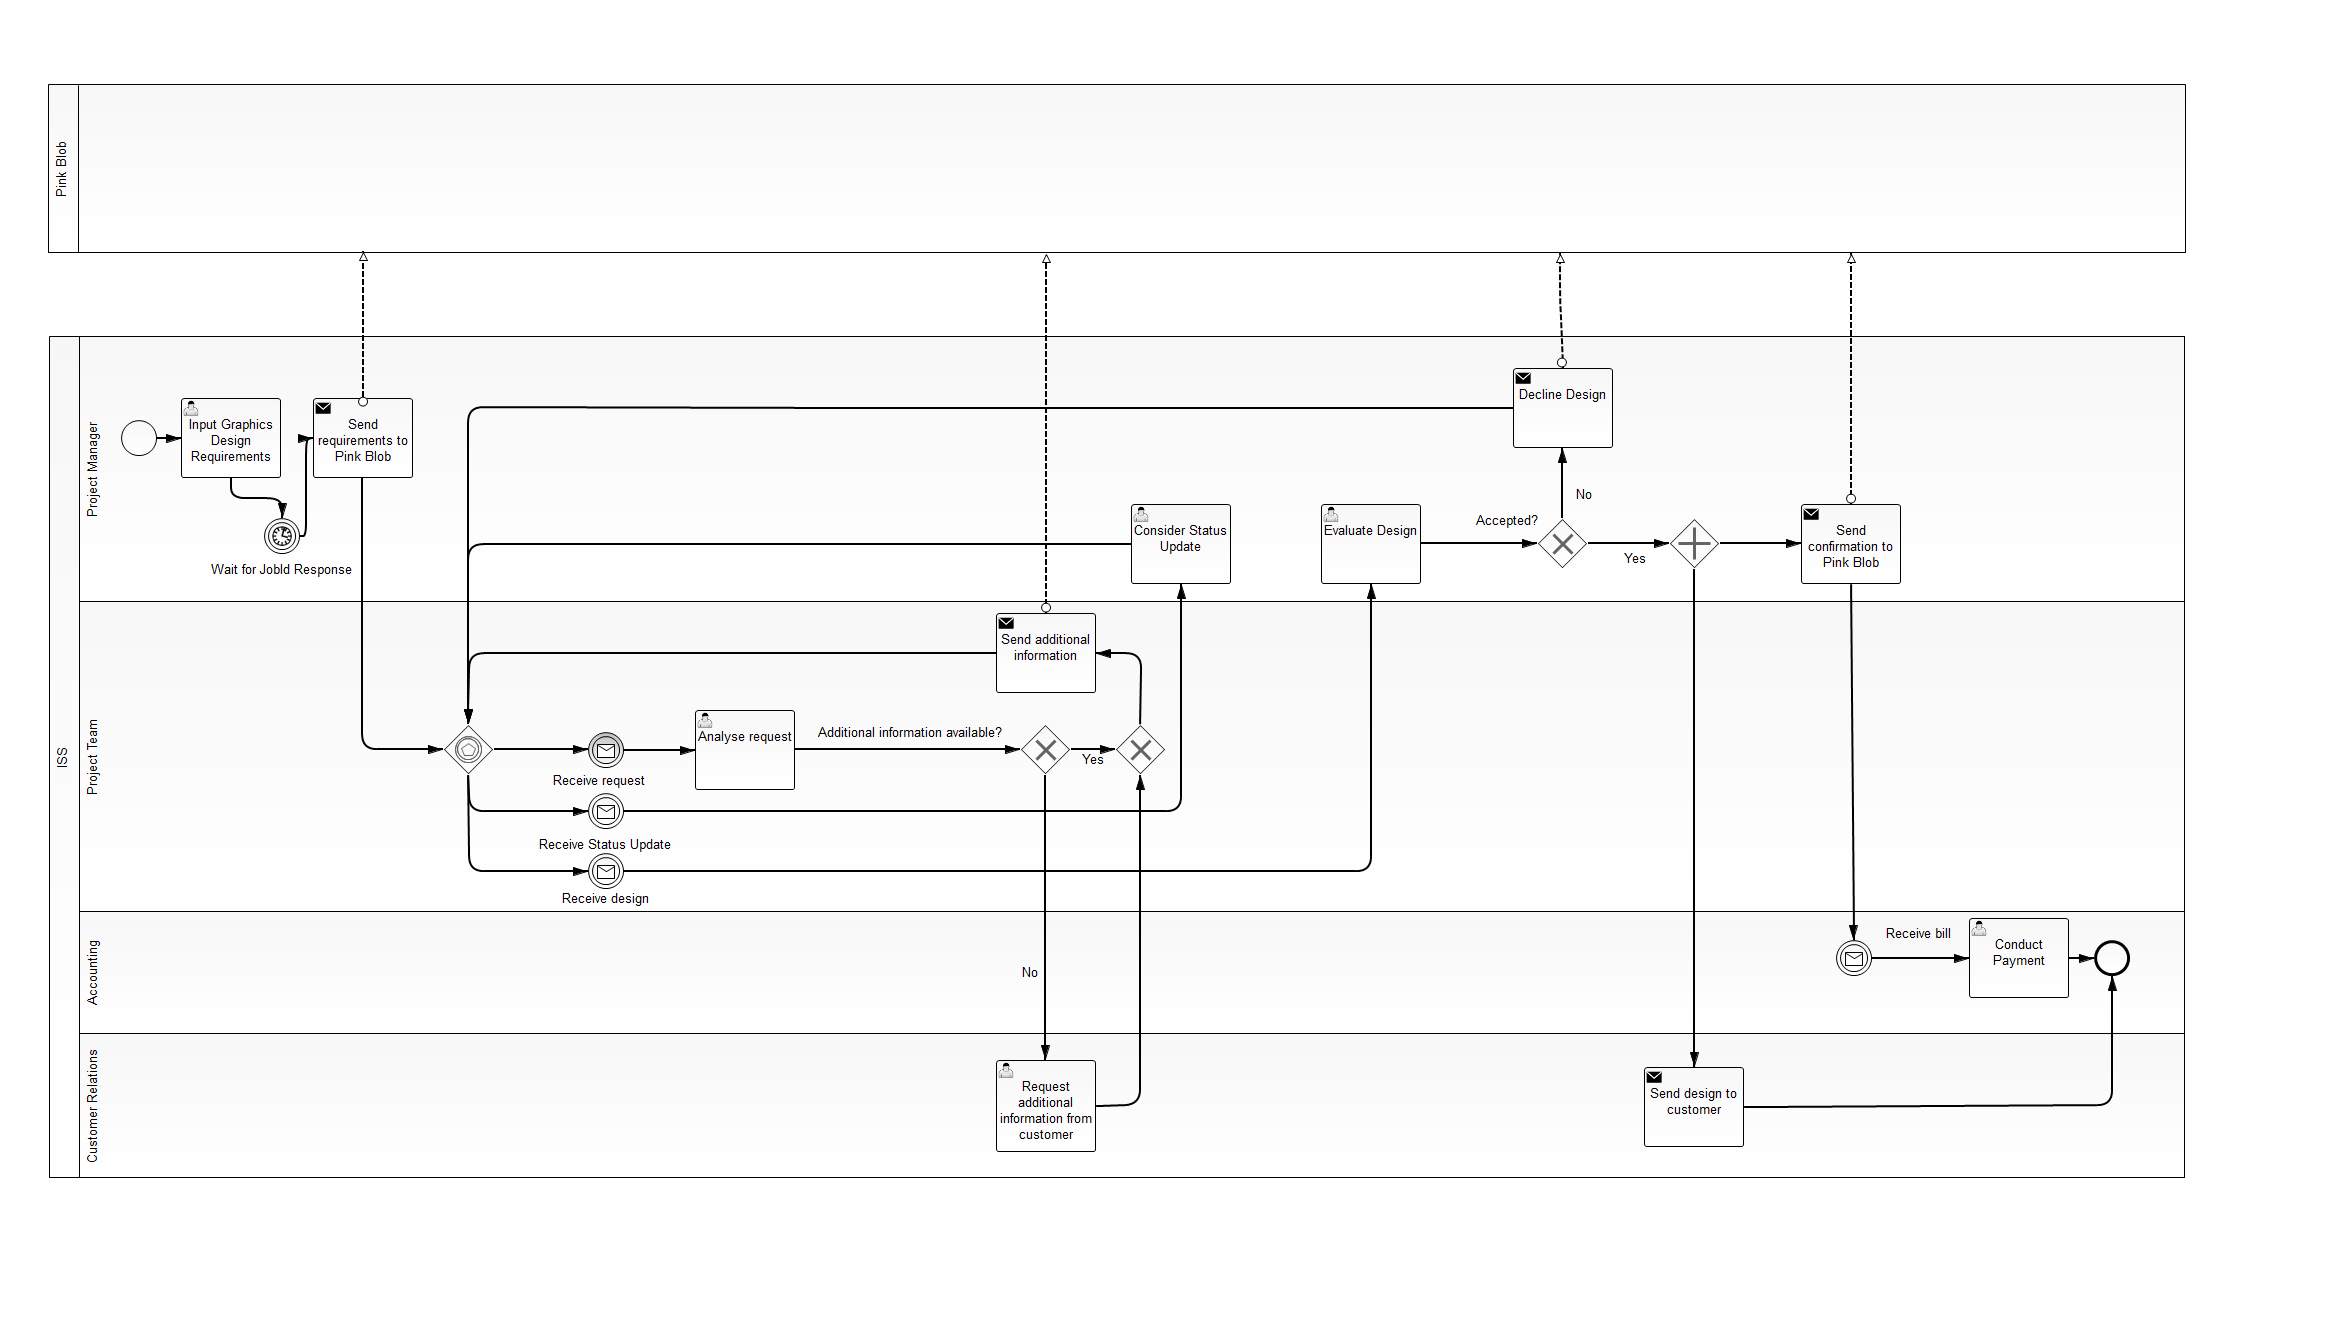 Pink Blob
ISS
Project Manager
Input Graphics
Design
Requirements
Send
requirements to
Pink Blob
Wait for JobId Response
Decline Design
No
Consider Status
Update
Evaluate Design
Accepted?
Yes
Send
confirmation to
Pink Blob
Project Team
Send additional
information
Analyse request
Additional information available?
Yes
Receive request
Receive Status Update
Receive design
Accounting
No
Receive bill
Conduct
Payment
Customer Relations
Request
additional
information from
customer
Send design to
customer